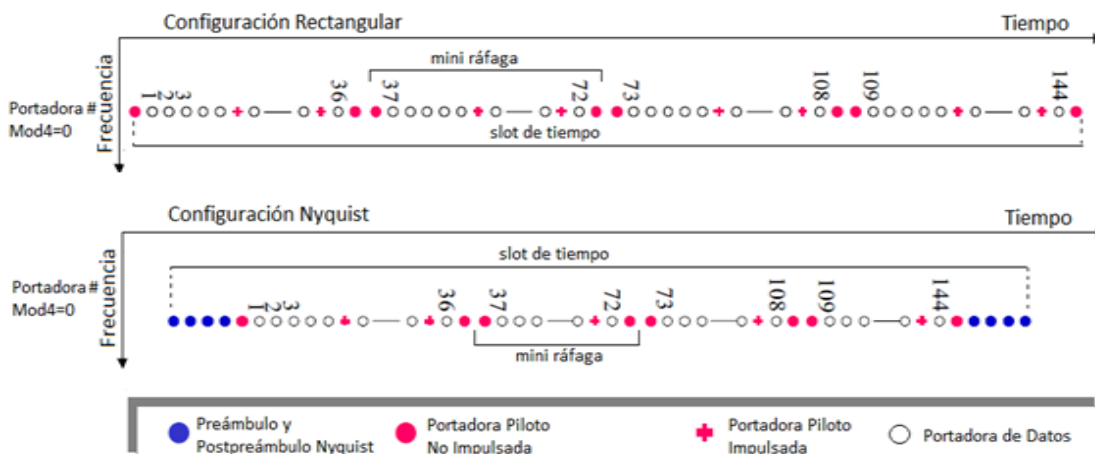 Configuración Rectangular
Tiempo
mini ráfaga
Frecuencia
Portadora #
Mod4=0
1 2 3 36 37 72 73 108 109 144
slot de tiempo
Configuración Nyquist
Tiempo
slot de tiempo
Frecuencia
Portadora #
Mod4=0
1 2 3 36 37 72 73 108 109 144
mini ráfaga
Preámbulo y
Postpreámbulo Nyquist
Portadora Piloto
No Impulsada
Portadora Piloto
Impulsada
Portadora de Datos